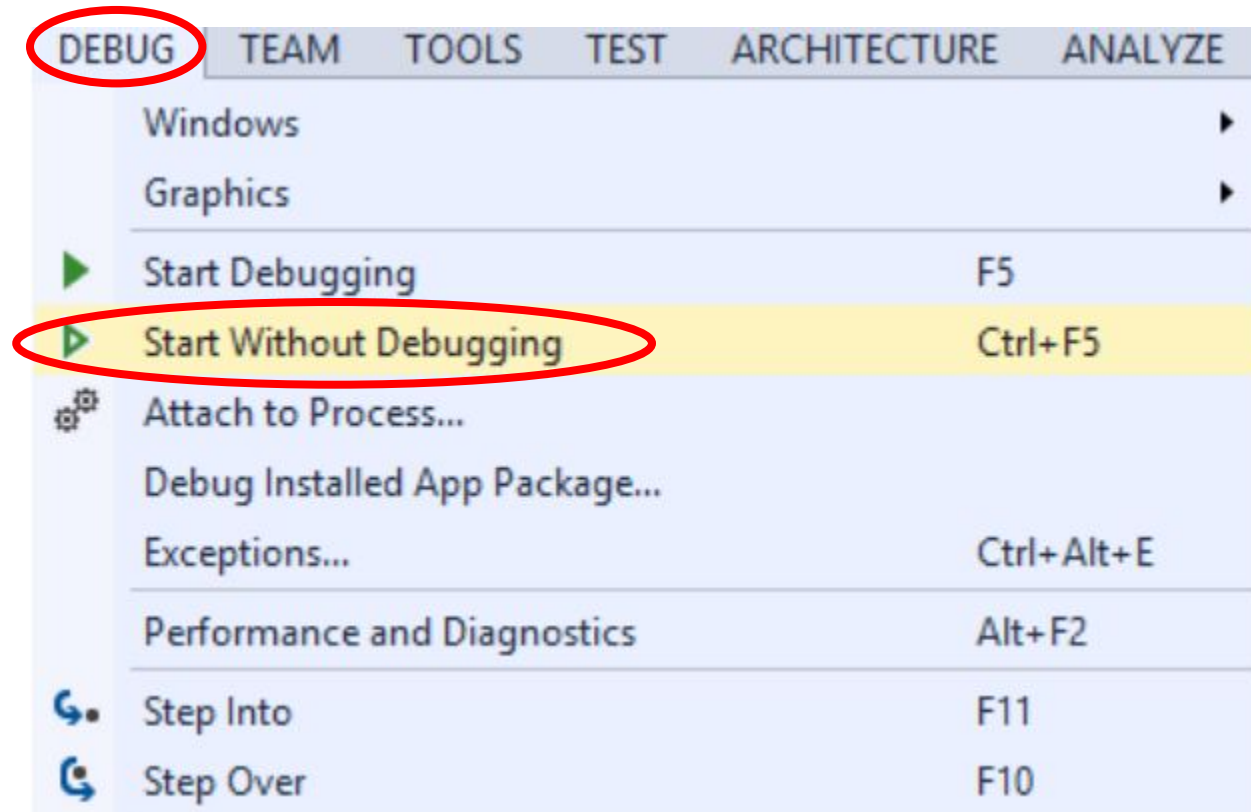 DEBUG TEAM TOOLS TEST ARCHITECTURE ANALYZE
Windows
Graphics
Start Debugging F5
Start Without Debugging Ctrl+F5
Attach to Process...
Debug Installed App Package...
Exceptions... Ctrl+Alt+E
Performance and Diagnostics Alt+F2
Step Into F11
Step Over F10